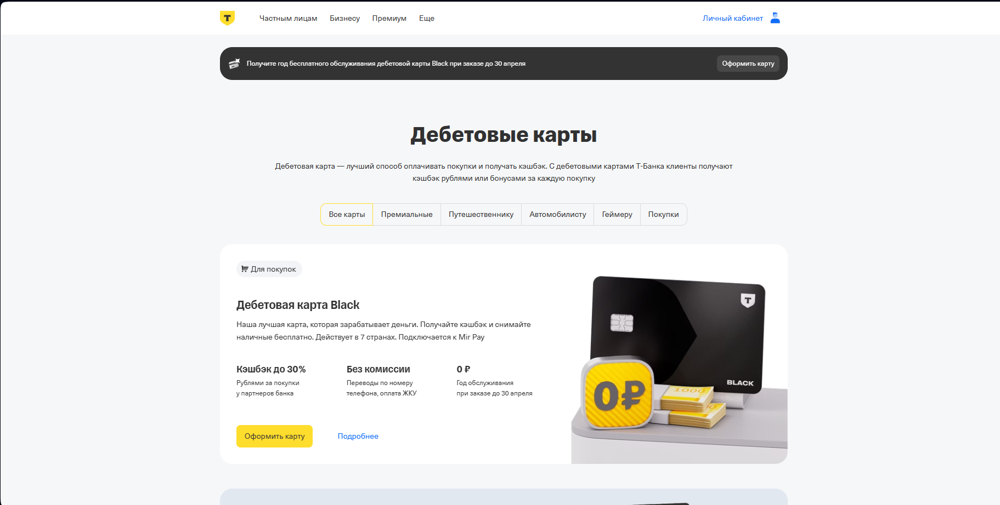 Т
Частным лицам
Бизнесу
Премиум
Еще
Личный кабинет
Получите год бесплатного обслуживания дебетовой карты Black при заказе до 30 апреля
Оформить карту
Дебетовые карты
Дебетовая карта — лучший способ оплачивать покупки и получать кэшбэк. С дебетовыми картами Т-Банка клиенты получают
кэшбэк рублями или бонусами за каждую покупку
Все карты
Премиальные
Путешественнику
Автомобилисту
Геймеру
Покупки
Для покупок
Дебетовая карта Black
Наша лучшая карта, которая зарабатывает деньги. Получайте кэшбэк и снимайте
наличные бесплатно. Действует в 7 странах. Подключается к Mir Pay
Кэшбэк до 30%
Рублями за покупки
у партнеров банка
Без комиссии
Переводы по номеру
телефона, оплата ЖКУ
0 ₽
Год обслуживания
при заказе до 30 апреля
Оформить карту
Подробнее
Т
BLACK
1000
0₽